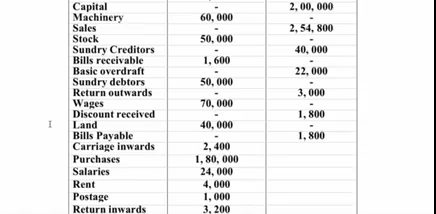 Capital - 2, 00, 000
Machinery 60, 000 -
Sales - 2, 54, 800
Stock 50, 000 -
Sundry Creditors - 40, 000
Bills receivable 1, 600 -
Basic overdraft - 22, 000
Sundry debtors 50, 000 -
Return outwards - 3, 000
Wages 70, 000 -
Discount received - 1, 800
Land 40, 000 -
Bills Payable - 1, 800
Carriage inwards 2, 400
Purchases 1, 80, 000
Salaries 24, 000
Rent 4, 000
Postage 1, 000
Return inwards 3, 200